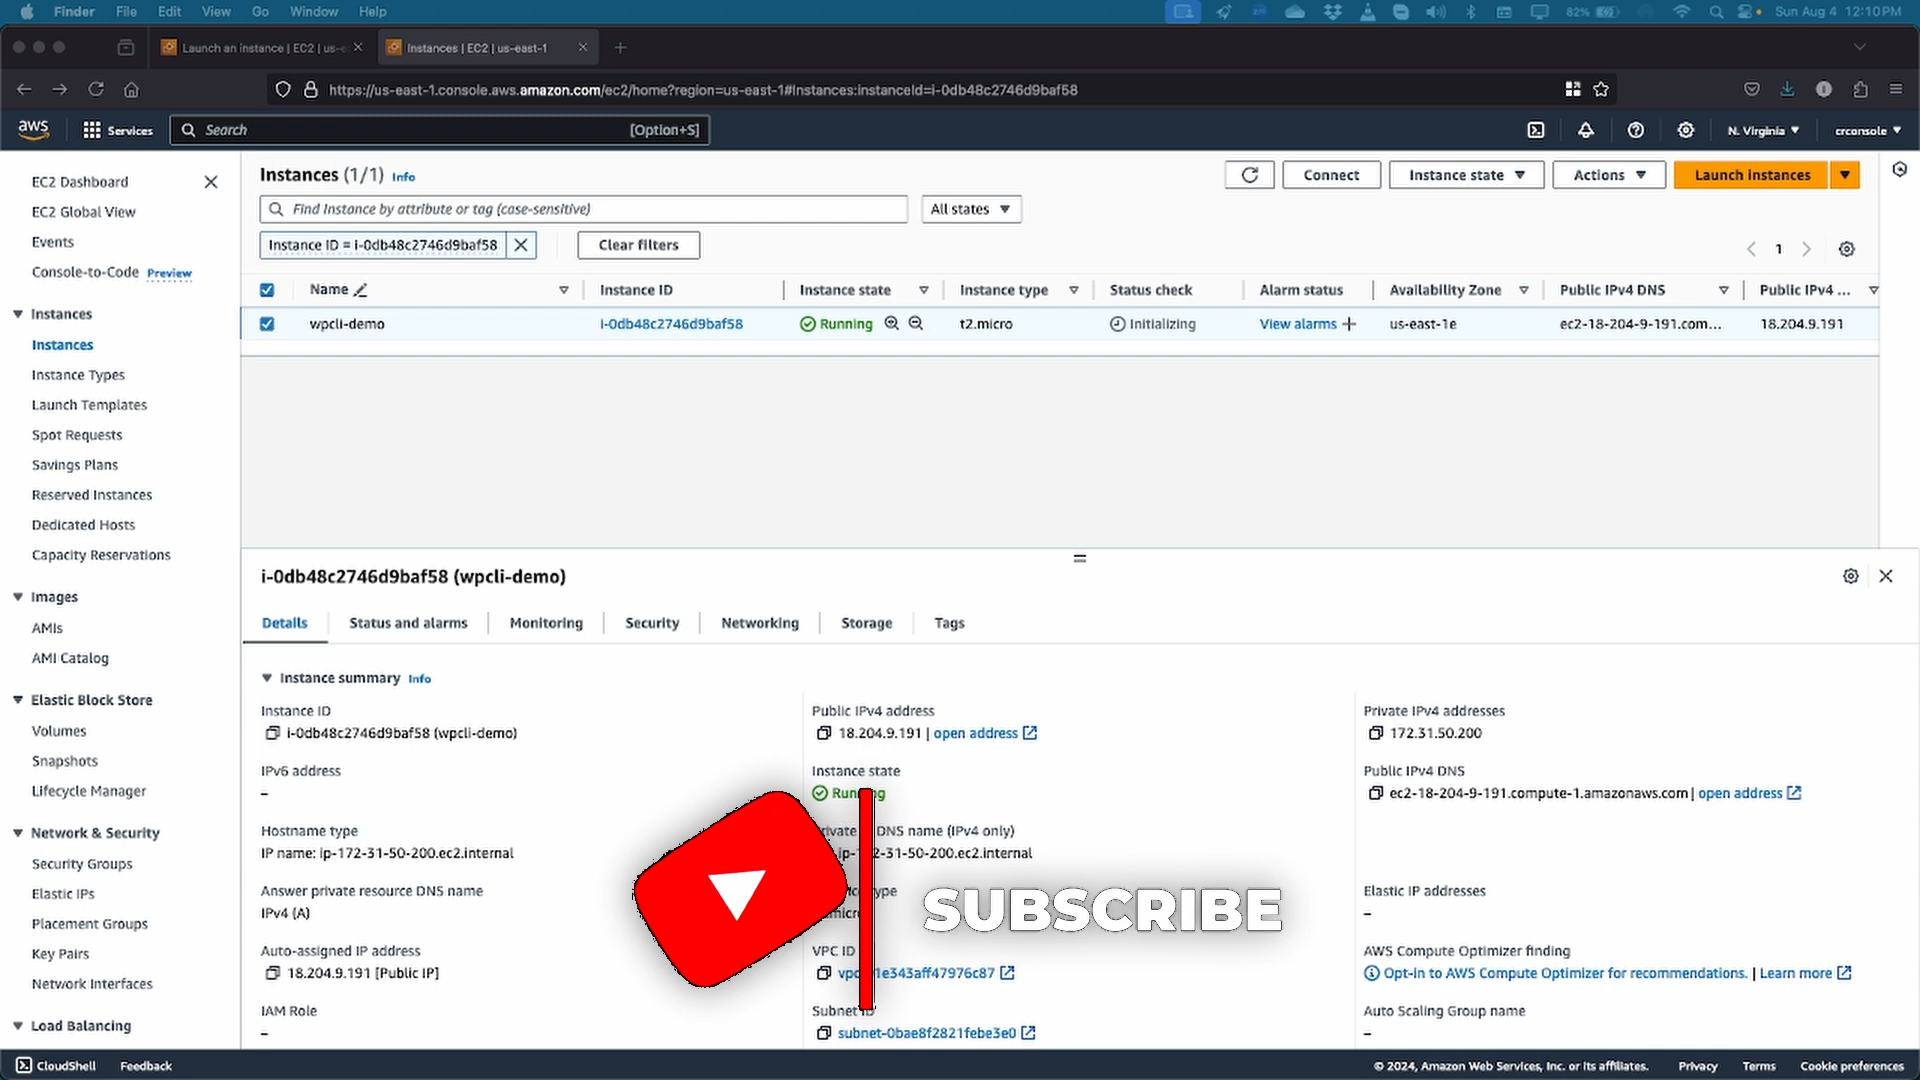 Finder File Edit View Go Window Help 82% Sun Aug 4 12:10 PM
Launch an instance | EC2 | us-e Instances | EC2 | us-east-1
https://us-east-1.console.aws.amazon.com/ec2/home?region=us-east-1#Instances:instanceId=i-0db48c2746d9baf58
aws Services Search [Option+S] N. Virginia crconsole
EC2 Dashboard
EC2 Global View
Events
Console-to-Code Preview
Instances
Instances
Instance Types
Launch Templates
Spot Requests
Savings Plans
Reserved Instances
Dedicated Hosts
Capacity Reservations
Images
AMIs
AMI Catalog
Elastic Block Store
Volumes
Snapshots
Lifecycle Manager
Network & Security
Security Groups
Elastic IPs
Placement Groups
Key Pairs
Network Interfaces
Load Balancing
Instances (1/1) Info Connect Instance state Actions Launch instances
Find Instance by attribute or tag (case-sensitive) All states
Instance ID = i-0db48c2746d9baf58 Clear filters 1
Name Instance ID Instance state Instance type Status check Alarm status Availability Zone Public IPv4 DNS Public IPv4 ...
wpcli-demo i-0db48c2746d9baf58 Running t2.micro Initializing View alarms us-east-1e ec2-18-204-9-191.com... 18.204.9.191
i-0db48c2746d9baf58 (wpcli-demo)
Details Status and alarms Monitoring Security Networking Storage Tags
Instance summary Info
Instance ID
i-0db48c2746d9baf58 (wpcli-demo)
IPv6 address
–
Hostname type
IP name: ip-172-31-50-200.ec2.internal
Answer private resource DNS name
IPv4 (A)
Auto-assigned IP address
18.204.9.191 [Public IP]
IAM Role
–
Public IPv4 address
18.204.9.191 | open address
Instance state
Running
DNS name (IPv4 only)
2-31-50-200.ec2.internal
VPC ID
1e343aff47976c87
Subnet ID
subnet-0bae8f2821febe3e0
Private IPv4 addresses
172.31.50.200
Public IPv4 DNS
ec2-18-204-9-191.compute-1.amazonaws.com | open address
Elastic IP addresses
–
AWS Compute Optimizer finding
Opt-in to AWS Compute Optimizer for recommendations. | Learn more
Auto Scaling Group name
–
SUBSCRIBE
CloudShell Feedback © 2024, Amazon Web Services, Inc. or its affiliates. Privacy Terms Cookie preferences